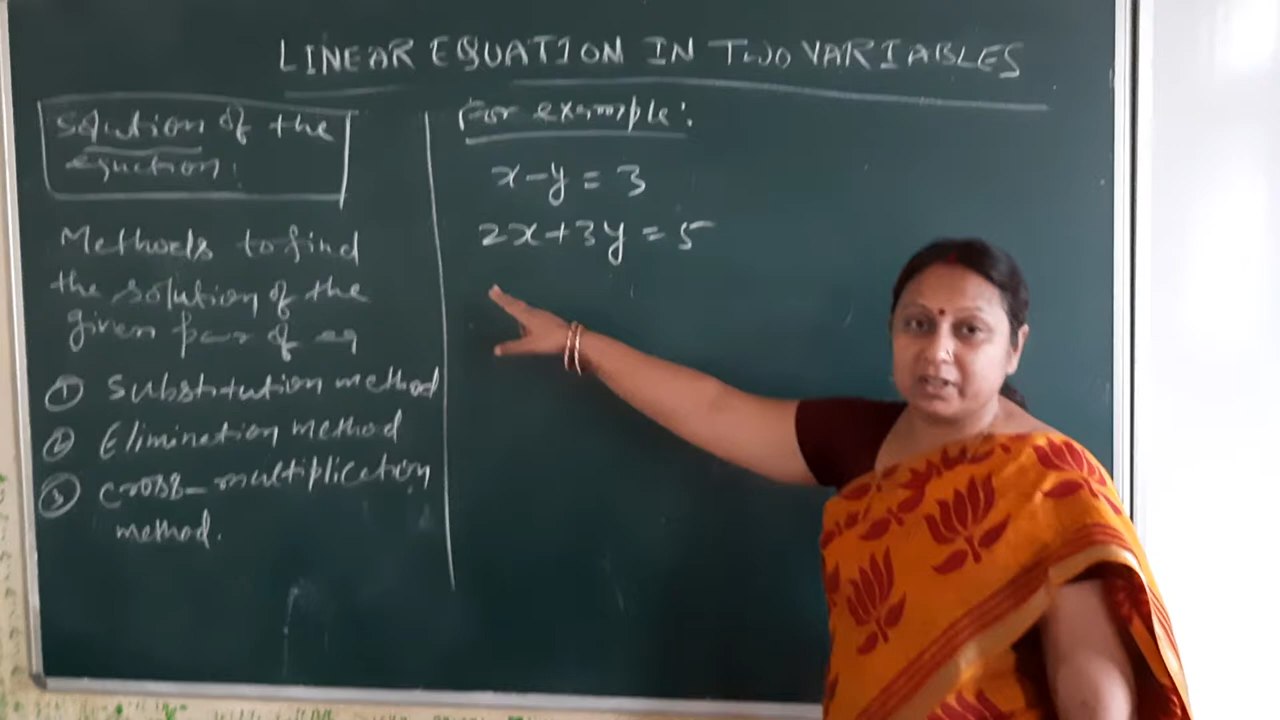 LINEAR EQUATION IN TWO VARIABLES
Solution of the
equation:
Methods to find
the solution of the
given pair of eq
① Substitution method
② Elimination method
③ cross-multiplication
method.
For example:
x-y=3
2x+3y=5